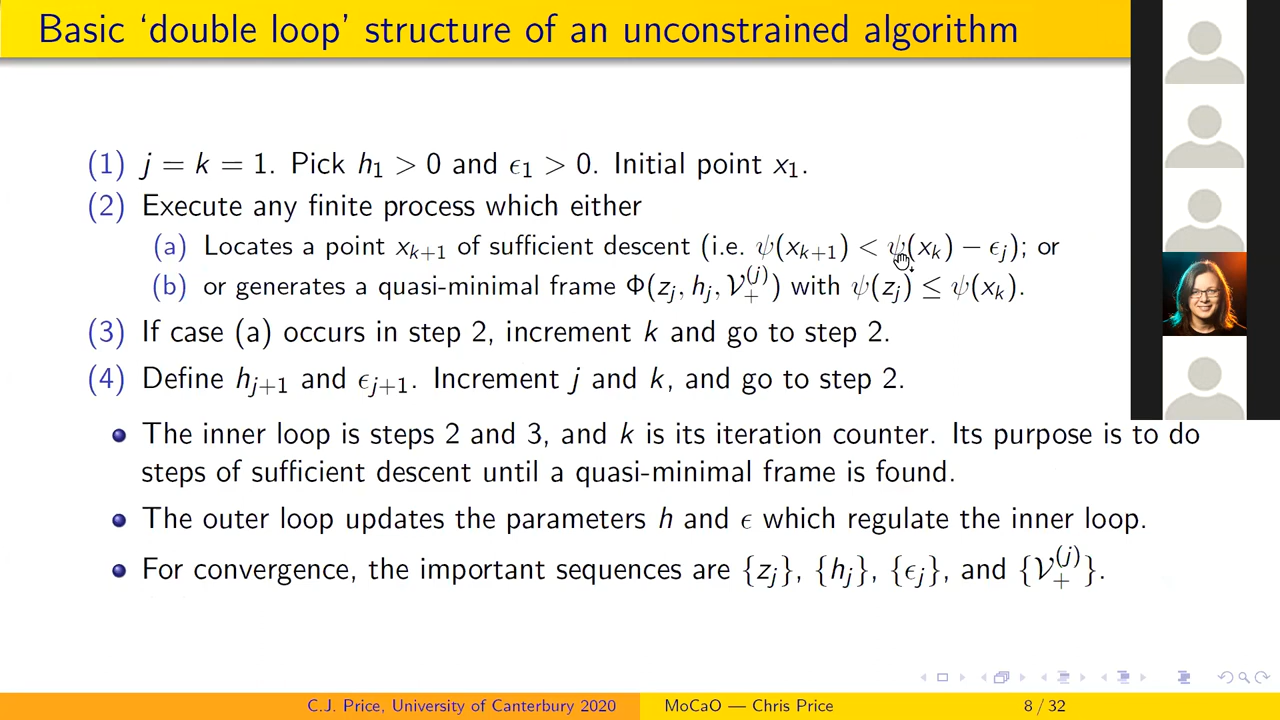 Basic ‘double loop’ structure of an unconstrained algorithm
(1) j = k = 1. Pick h₁ > 0 and ϵ₁ > 0. Initial point x₁.
(2) Execute any finite process which either
(a) Locates a point xₖ₊₁ of sufficient descent (i.e. ψ(xₖ₊₁) < ψ(xₖ) − ϵⱼ); or
(b) or generates a quasi-minimal frame Φ(zⱼ, hⱼ, 𝒱₊⁽ʲ⁾) with ψ(zⱼ) ≤ ψ(xₖ).
(3) If case (a) occurs in step 2, increment k and go to step 2.
(4) Define hⱼ₊₁ and ϵⱼ₊₁. Increment j and k, and go to step 2.
The inner loop is steps 2 and 3, and k is its iteration counter. Its purpose is to do
steps of sufficient descent until a quasi-minimal frame is found.
The outer loop updates the parameters h and ϵ which regulate the inner loop.
For convergence, the important sequences are {zⱼ}, {hⱼ}, {ϵⱼ}, and {𝒱₊⁽ʲ⁾}.
C.J. Price, University of Canterbury 2020 MoCaO — Chris Price 8 / 32